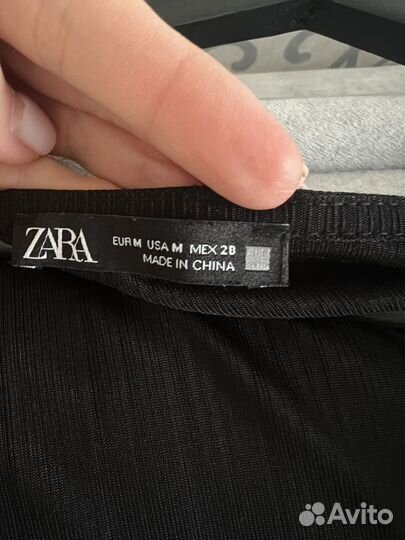 ZARA
EUR M USA M MEX 28
MADE IN CHINA
Avito